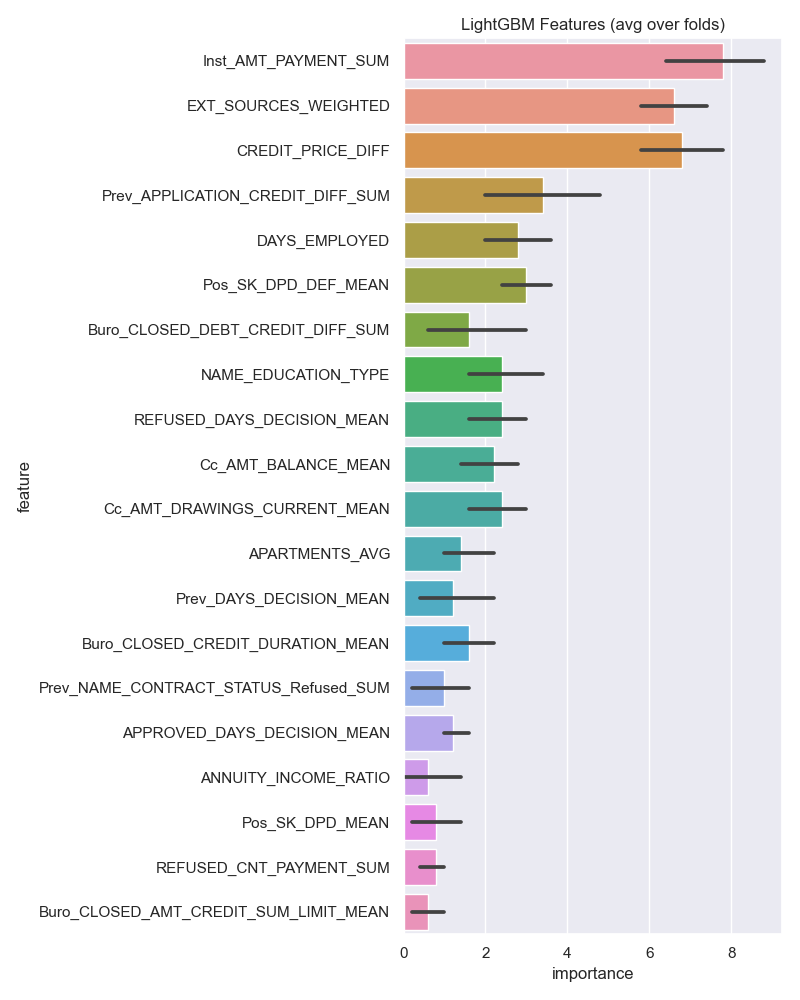 LightGBM Features (avg over folds)
Inst_AMT_PAYMENT_SUM
EXT_SOURCES_WEIGHTED
CREDIT_PRICE_DIFF
Prev_APPLICATION_CREDIT_DIFF_SUM
DAYS_EMPLOYED
Pos_SK_DPD_DEF_MEAN
Buro_CLOSED_DEBT_CREDIT_DIFF_SUM
NAME_EDUCATION_TYPE
REFUSED_DAYS_DECISION_MEAN
Cc_AMT_BALANCE_MEAN
Cc_AMT_DRAWINGS_CURRENT_MEAN
APARTMENTS_AVG
Prev_DAYS_DECISION_MEAN
Buro_CLOSED_CREDIT_DURATION_MEAN
Prev_NAME_CONTRACT_STATUS_Refused_SUM
APPROVED_DAYS_DECISION_MEAN
ANNUITY_INCOME_RATIO
Pos_SK_DPD_MEAN
REFUSED_CNT_PAYMENT_SUM
Buro_CLOSED_AMT_CREDIT_SUM_LIMIT_MEAN
feature
0 2 4 6 8
importance